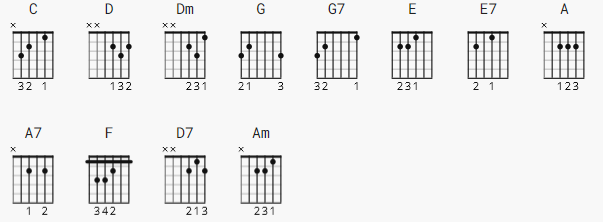 C D Dm G G7 E E7 A
× ×× ×× ×
32 1 132 231 21 3 32 1 231 2 1 123
A7 F D7 Am
× ×× ×
1 2 342 213 231